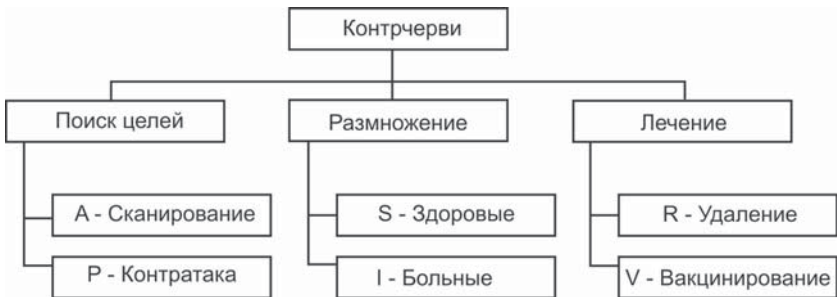 Контрчерви
Поиск целей
Размножение
Лечение
A - Сканирование
S - Здоровые
R - Удаление
P - Контратака
I - Больные
V - Вакцинирование